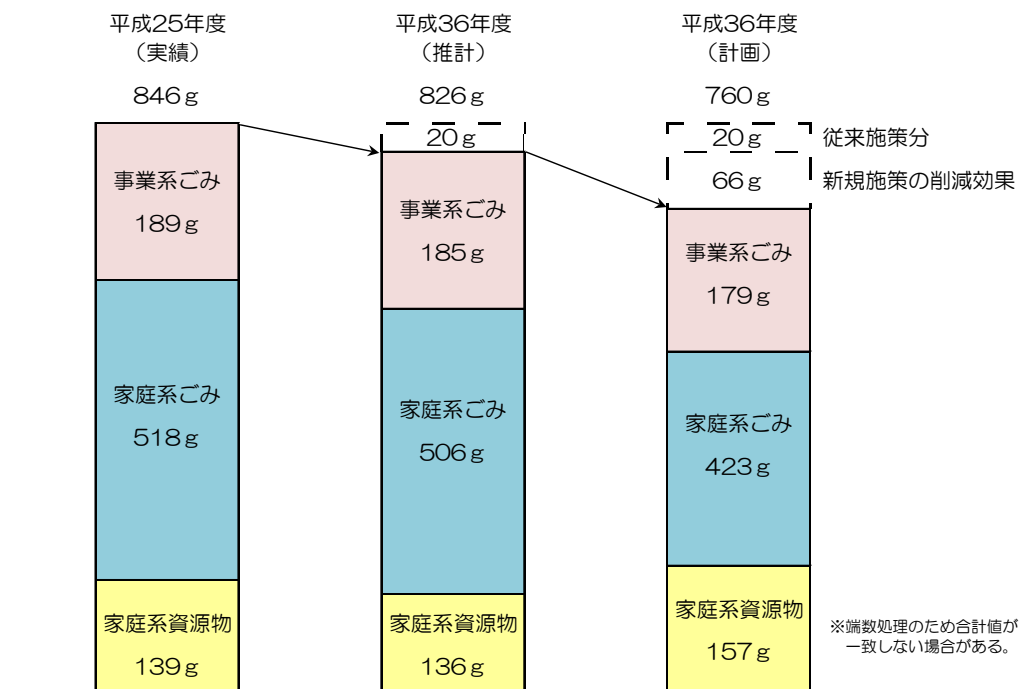 平成25年度
（実績）
846ｇ
事業系ごみ
189ｇ
家庭系ごみ
518ｇ
家庭系資源物
139ｇ
平成36年度
（推計）
826ｇ
20ｇ
事業系ごみ
185ｇ
家庭系ごみ
506ｇ
家庭系資源物
136ｇ
平成36年度
（計画）
760ｇ
20ｇ
従来施策分
66ｇ
新規施策の削減効果
事業系ごみ
179ｇ
家庭系ごみ
423ｇ
家庭系資源物
157ｇ
※端数処理のため合計値が
一致しない場合がある。